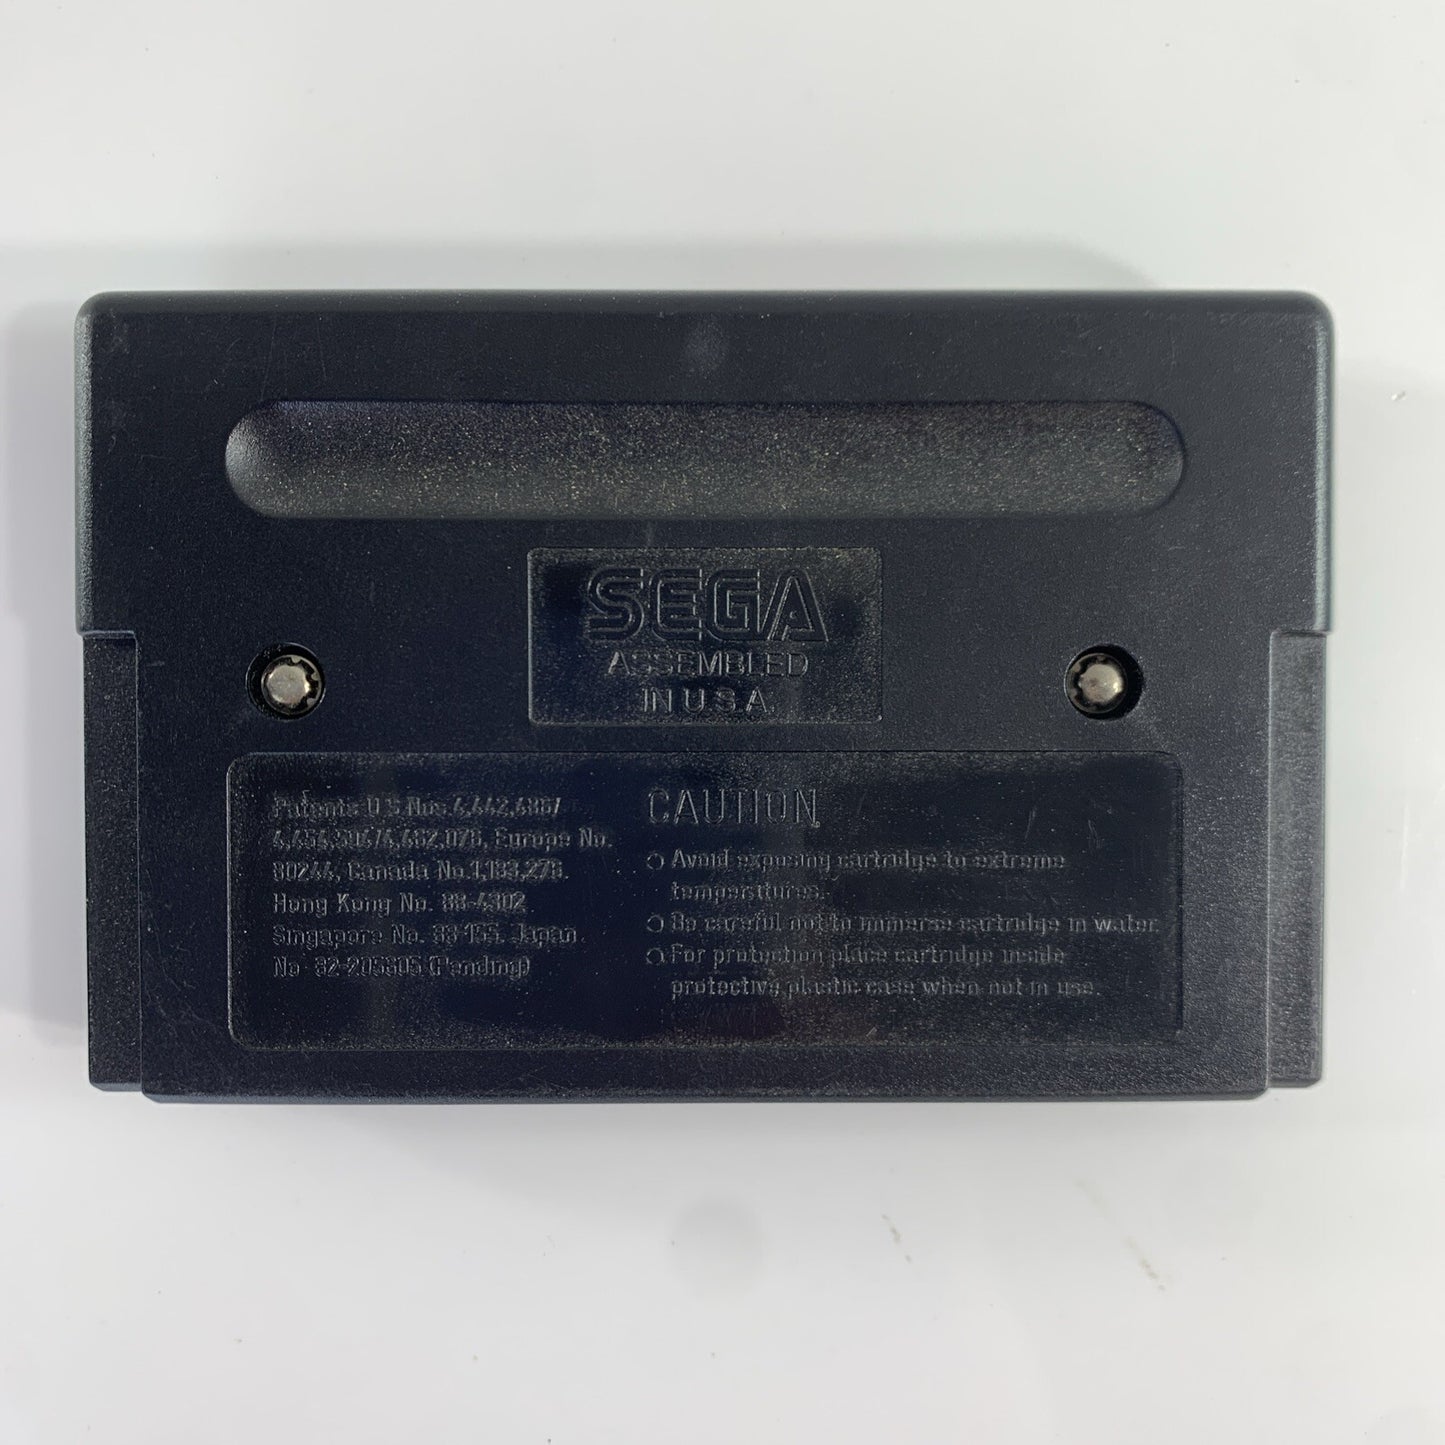 SEGA
ASSEMBLED
IN U.S.A.
Patents: U.S. Nos. 4,442,486/
4,454,594/4,462,076, Europe No.
80244, Canada No. 1,183,276.
Hong Kong No. 88-4302
Singapore No. 88-155. Japan
No 82-205605 (Pending)
CAUTION
○ Avoid exposing cartridge to extreme
temperatures.
○ Be careful not to immerse cartridge in water.
○ For protection place cartridge inside
protective plastic case when not in use.